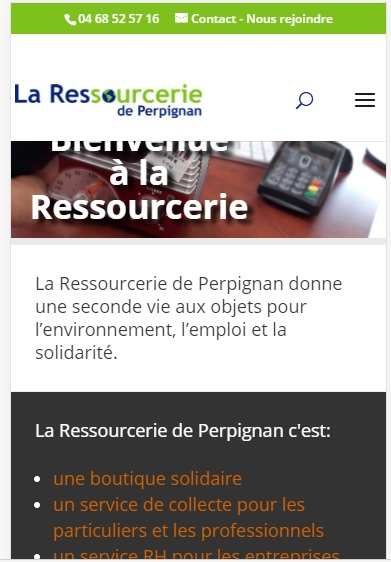 04 68 52 57 16 Contact - Nous rejoindre
La Ressourcerie
de Perpignan
Bienvenue
à la
Ressourcerie
La Ressourcerie de Perpignan donne
une seconde vie aux objets pour
l’environnement, l’emploi et la
solidarité.
La Ressourcerie de Perpignan c'est:
une boutique solidaire
un service de collecte pour les
particuliers et les professionnels
un service RH pour les entreprises